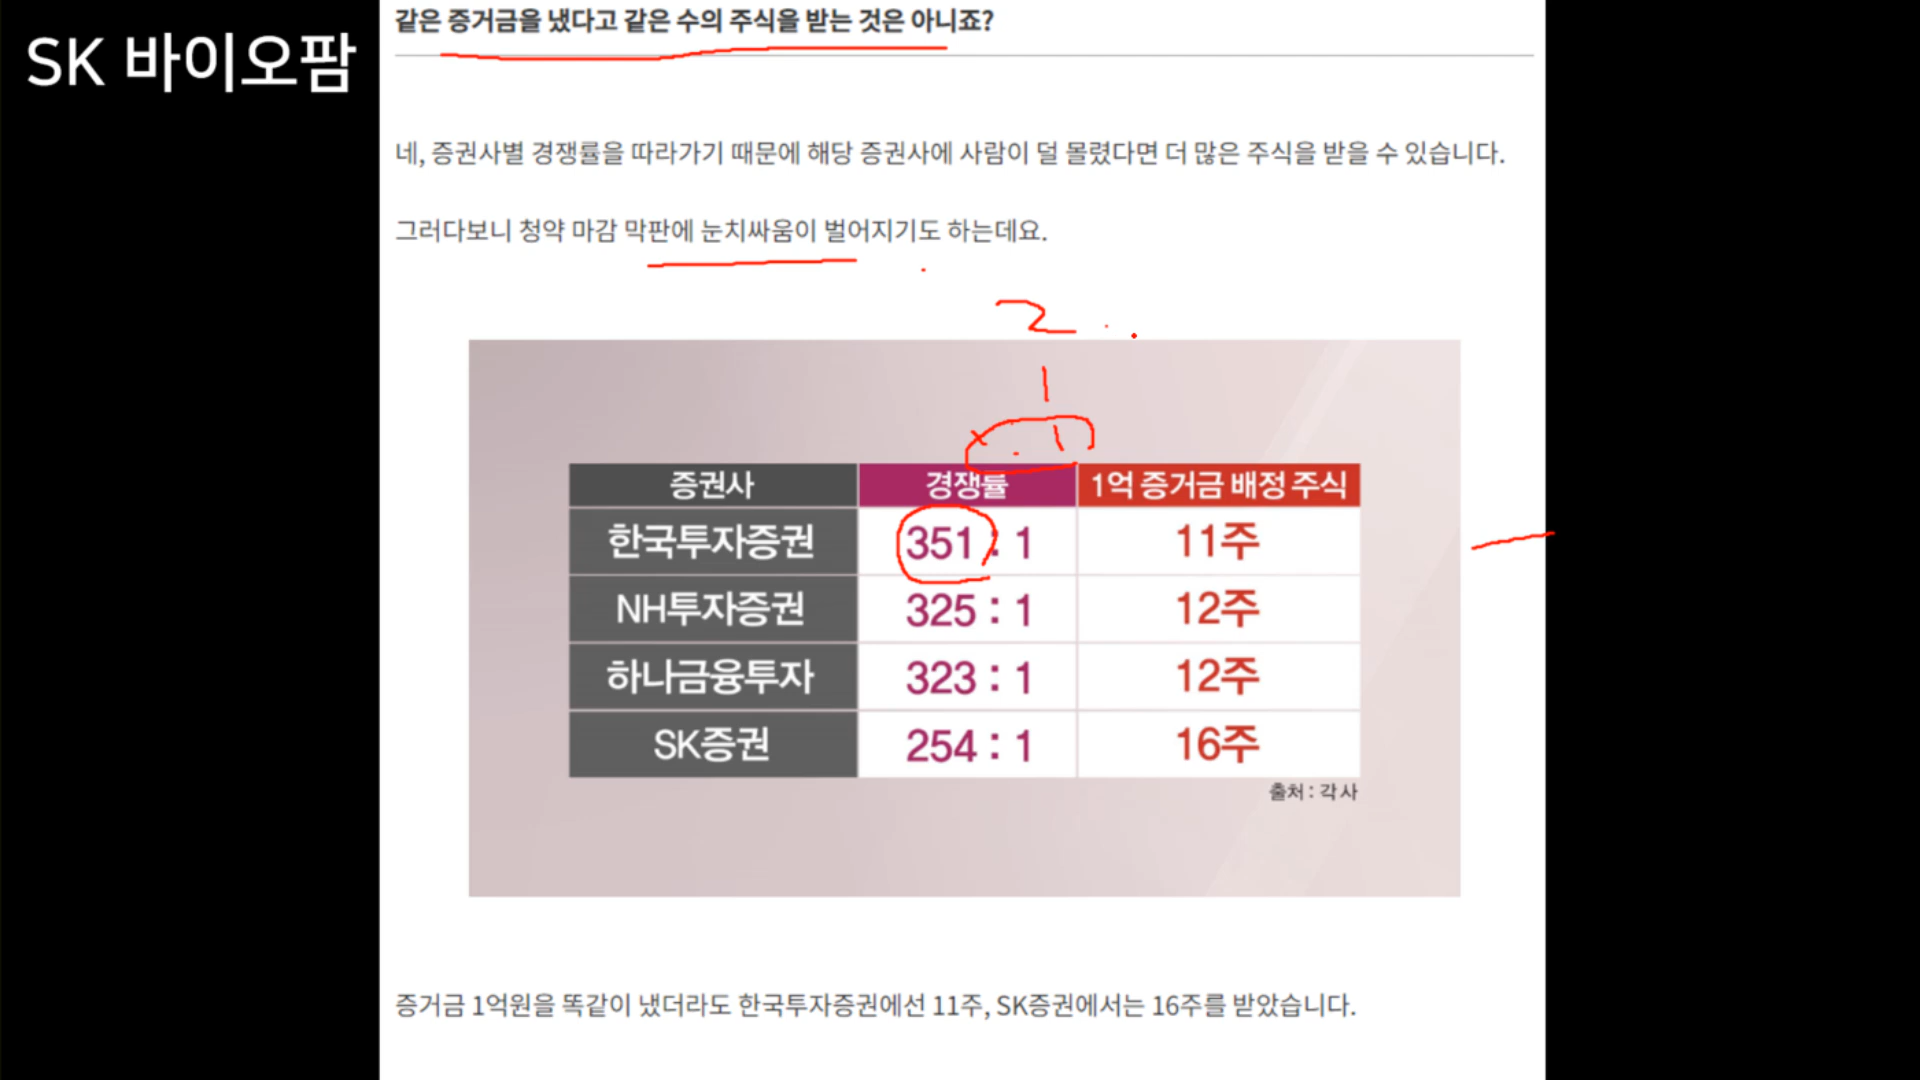 SK 바이오팜
같은 증거금을 냈다고 같은 수의 주식을 받는 것은 아니죠?
네, 증권사별 경쟁률을 따라가기 때문에 해당 증권사에 사람이 덜 몰렸다면 더 많은 주식을 받을 수 있습니다.
그러다보니 청약 마감 막판에 눈치싸움이 벌어지기도 하는데요.
2
1
증권사 경쟁률 1억 증거금 배정 주식
한국투자증권 351 : 1 11주
NH투자증권 325 : 1 12주
하나금융투자 323 : 1 12주
SK증권 254 : 1 16주
출처 : 각 사
증거금 1억원을 똑같이 냈더라도 한국투자증권에선 11주, SK증권에서는 16주를 받았습니다.